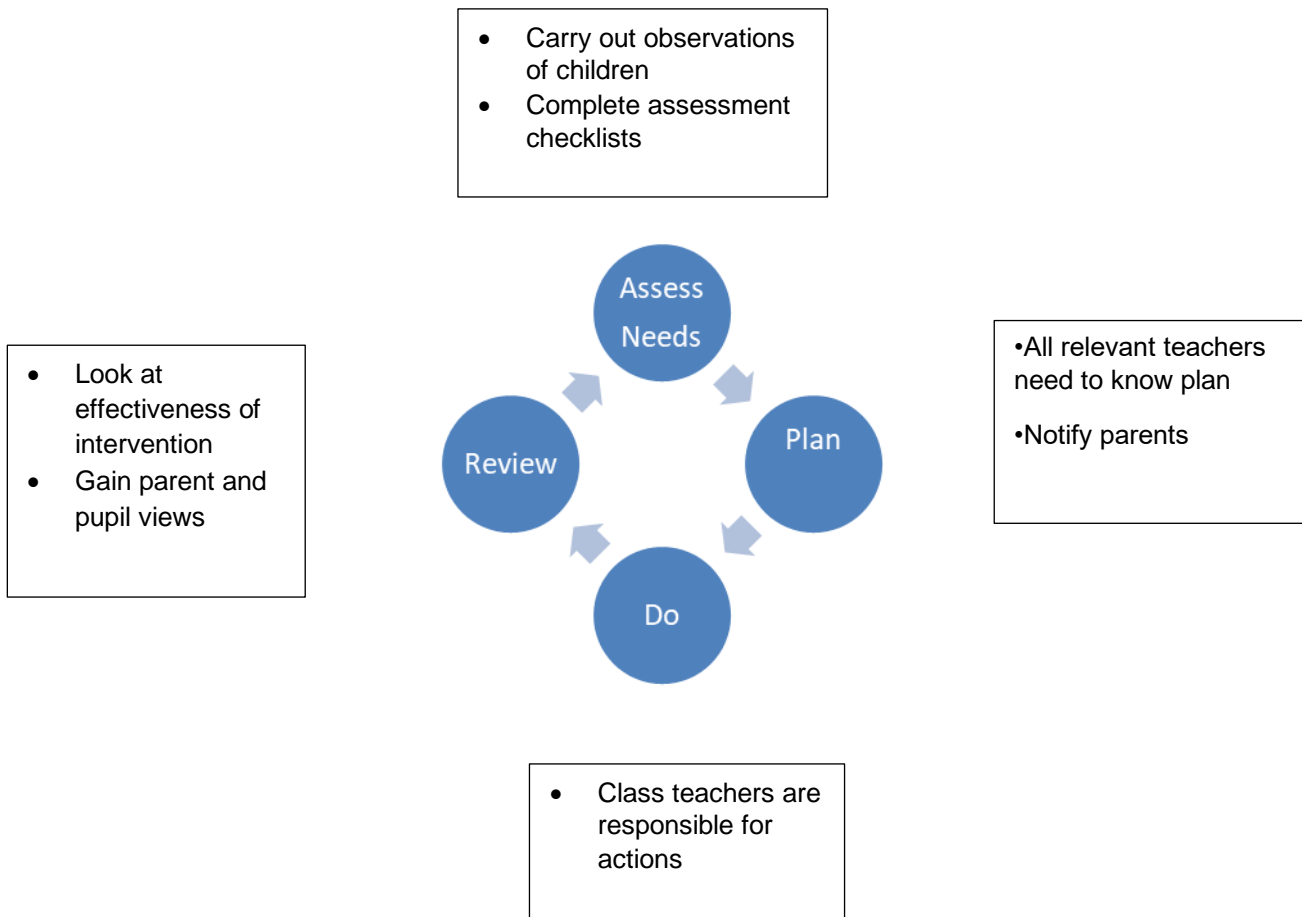 • Carry out observations
of children
• Complete assessment
checklists
Assess
Needs
• Look at
effectiveness of
intervention
• Gain parent and
pupil views
Review
Plan
•All relevant teachers
need to know plan
•Notify parents
Do
• Class teachers are
responsible for
actions